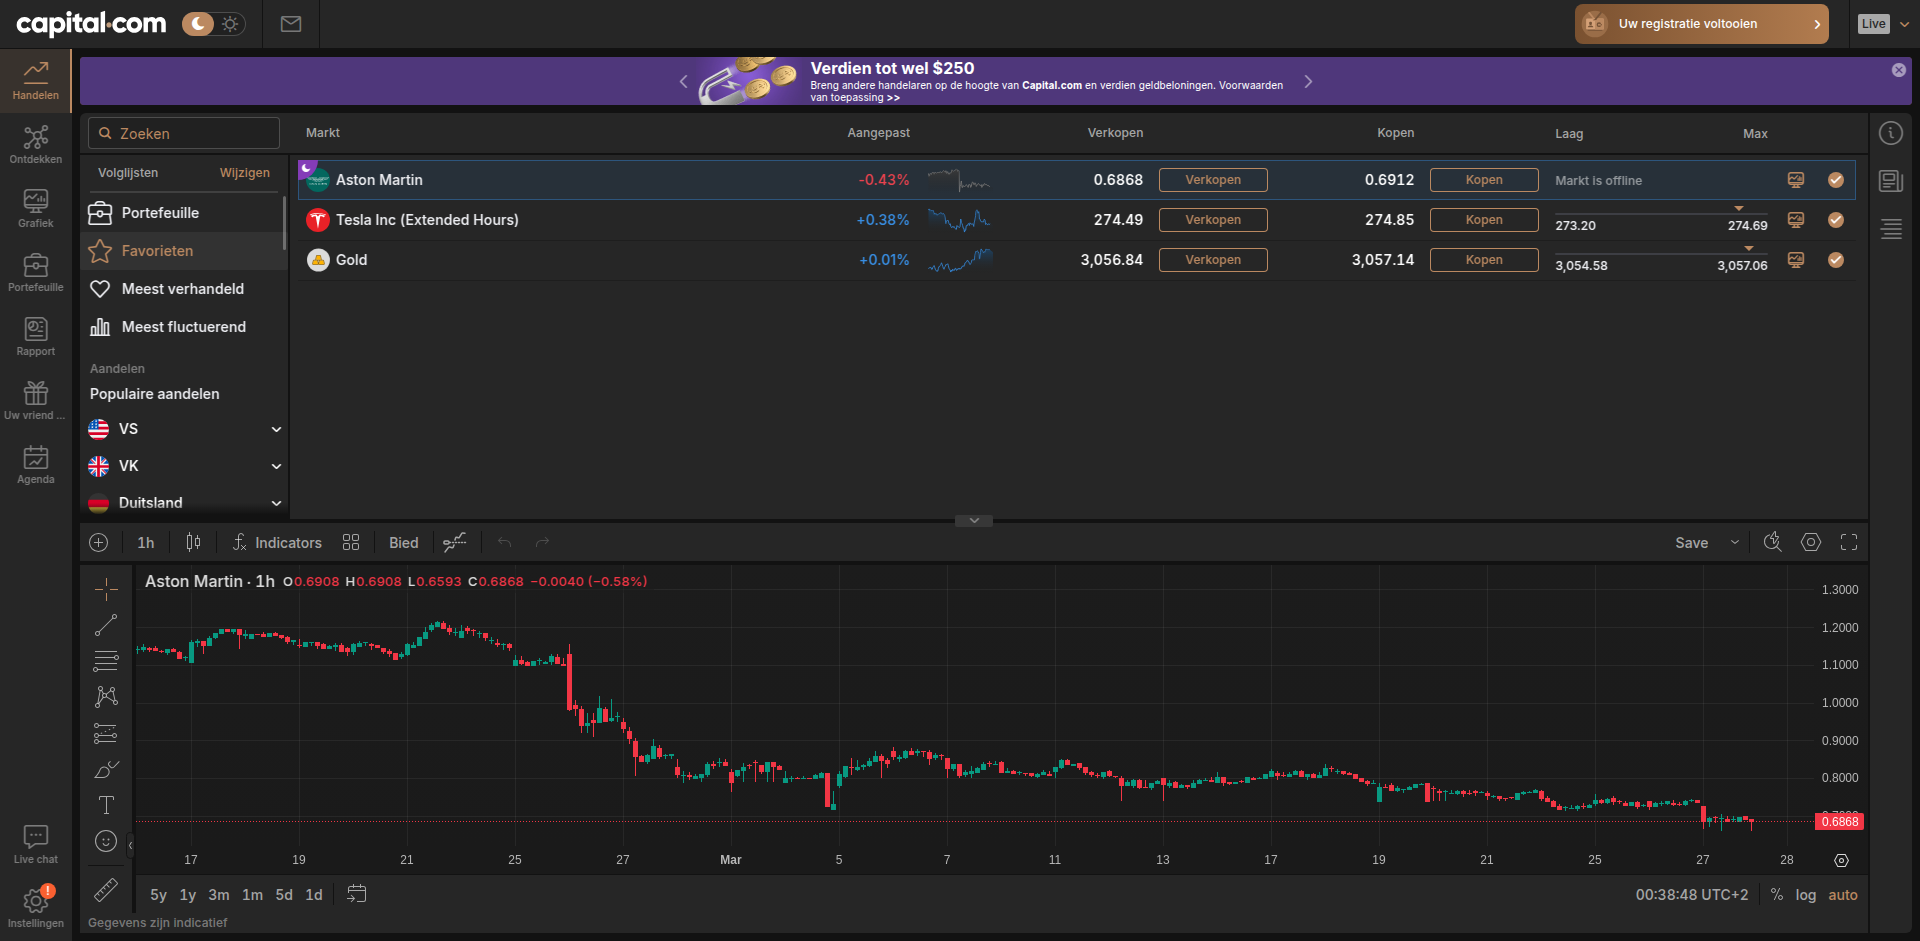 capital.com
Uw registratie voltooien
Live
Verdien tot wel $250
Breng andere handelaren op de hoogte van Capital.com en verdien geldbeloningen. Voorwaarden
van toepassing >>
Handelen
Ontdekken
Grafiek
Portefeuille
Rapport
Uw vriend ...
Agenda
Live chat
Instellingen
Zoeken
Markt
Aangepast
Verkopen
Kopen
Laag
Max
Volglijsten
Wijzigen
Portefeuille
Favorieten
Meest verhandeld
Meest fluctuerend
Aandelen
Populaire aandelen
VS
VK
Duitsland
Aston Martin -0.43% 0.6868 Verkopen 0.6912 Kopen Markt is offline
Tesla Inc (Extended Hours) +0.38% 274.49 Verkopen 274.85 Kopen 273.20 274.69
Gold +0.01% 3,056.84 Verkopen 3,057.14 Kopen 3,054.58 3,057.06
1h
Indicators
Bied
Save
Aston Martin · 1h O0.6908 H0.6908 L0.6593 C0.6868 −0.0040 (−0.58%)
1.3000
1.2000
1.1000
1.0000
0.9000
0.8000
0.6868
17 19 21 25 27 Mar 5 7 11 13 17 19 21 25 27 28
5y 1y 3m 1m 5d 1d
00:38:48 UTC+2
% log auto
Gegevens zijn indicatief